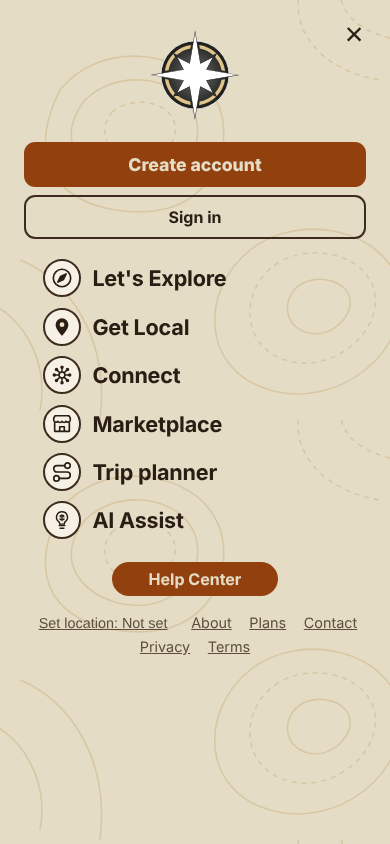 Create account
Sign in
Let's Explore
Get Local
Connect
Marketplace
Trip planner
AI Assist
Help Center
Set location: Not set About Plans Contact
Privacy Terms